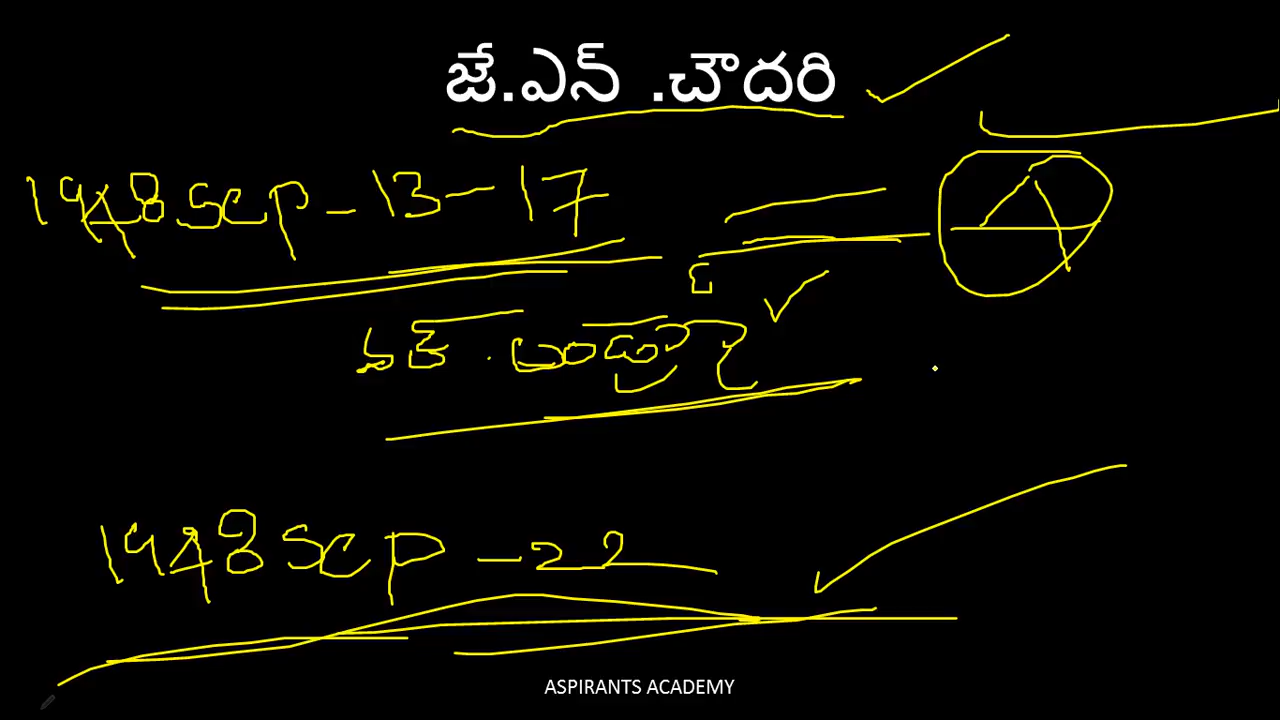 జే.ఎన్ .చౌదరి
1948 Sep - 13 - 17
A
1948 Sep - 22
ASPIRANTS ACADEMY